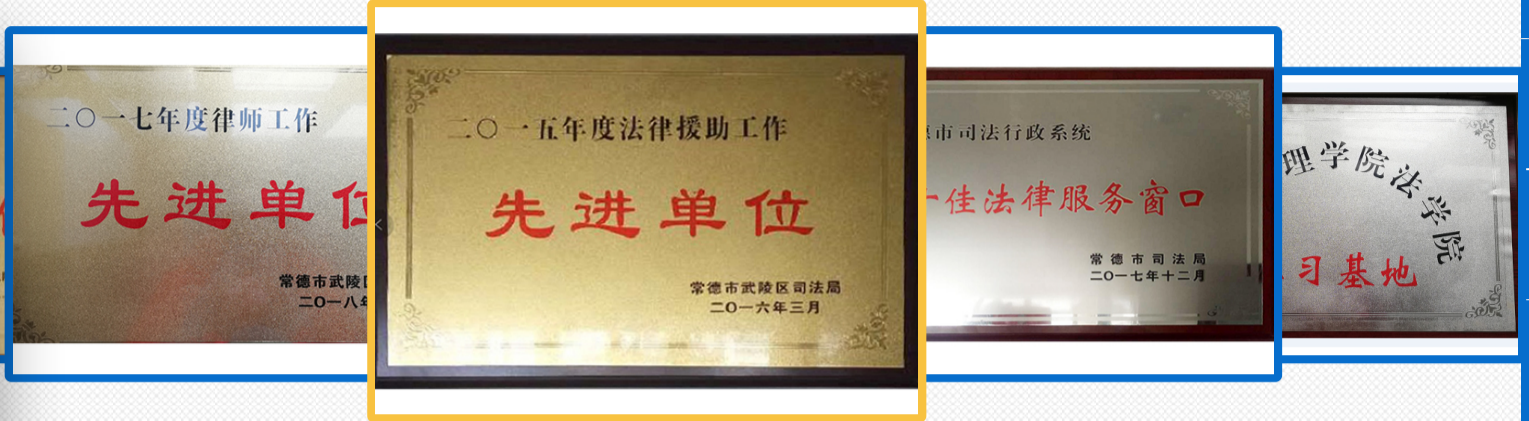 二〇一七年度律师工作
先进单位
常德市武陵
二〇一八年
二〇一五年度法律援助工作
先进单位
常德市武陵区司法局
二〇一六年三月
市司法行政系统
佳法律服务窗口
常德市司法局
二〇一七年十二月
理学院法学院
习基地